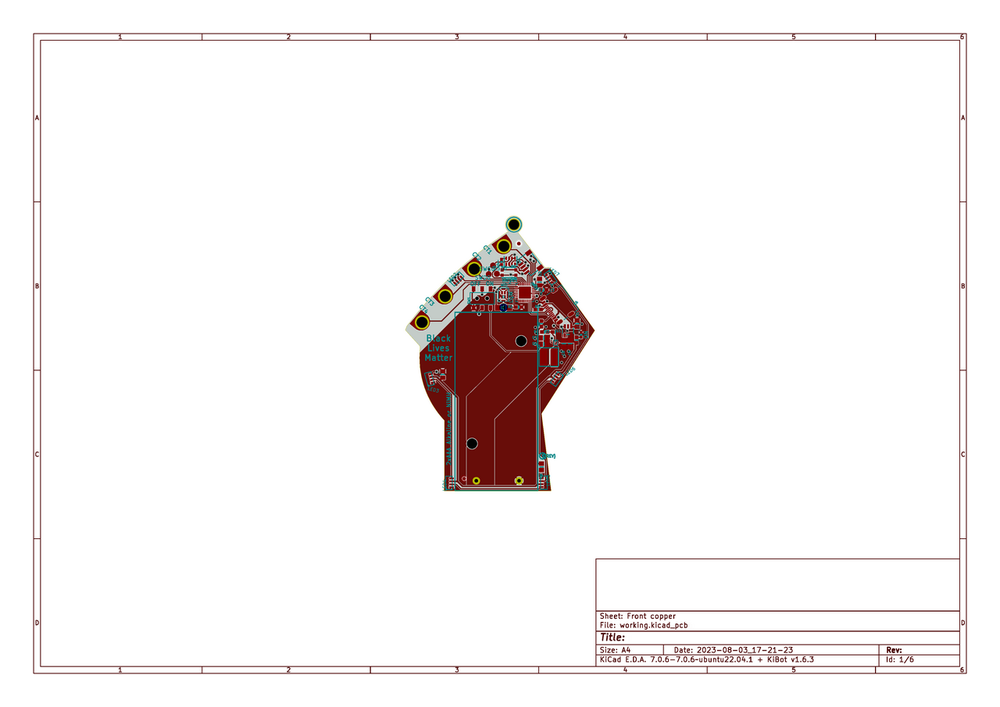 1 2 3 4 5 6
A A
B B
Black
Lives
Matter
C C
D D
Sheet: Front copper
File: working.kicad_pcb
Title:
Size: A4 Date: 2023-08-03_17-21-23 Rev:
KiCad E.D.A. 7.0.6-7.0.6-ubuntu22.04.1 + KiBot v1.6.3 Id: 1/6
1 2 3 4 5 6